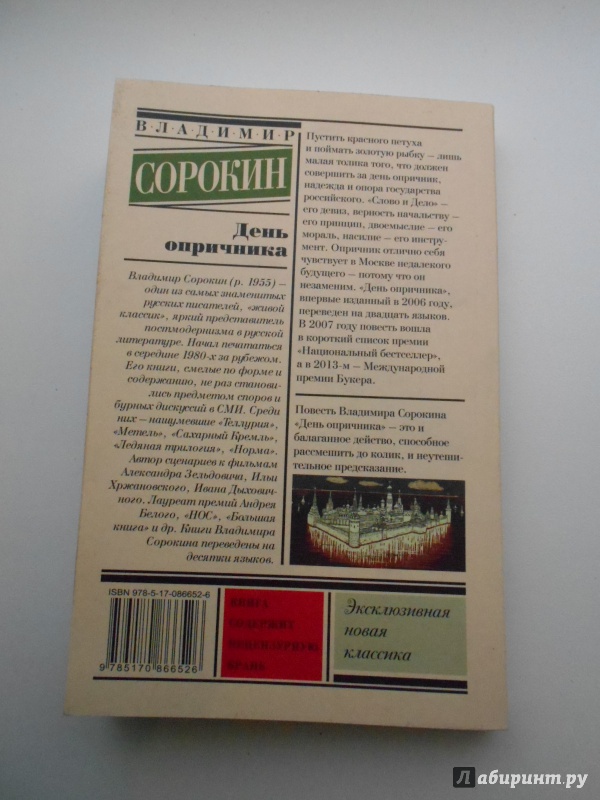 ВЛАДИМИР
СОРОКИН
День
опричника
Владимир Сорокин (р. 1955) –
один из самых знаменитых
русских писателей, «живой
классик», яркий представитель
постмодернизма в русской
литературе. Начал печататься
в середине 1980-х за рубежом.
Его книги, смелые по форме и
содержанию, не раз станови-
лись предметом споров и
бурных дискуссий в СМИ. Среди
них – нашумевшие «Теллурия»,
«Метель», «Сахарный Кремль»,
«Ледяная трилогия», «Норма».
Автор сценариев к фильмам
Александра Зельдовича, Ильи
Хржановского, Ивана Дыхович-
ного. Лауреат премий Андрея
Белого, «НОС», «Большая
книга» и др. Книги Владимира
Сорокина переведены на
десятки языков.
Пустить красного петуха
и поймать золотую рыбку – лишь
малая толика того, что должен
совершить за день опричник,
надежда и опора государства
российского. «Слово и Дело» –
его девиз, верность начальству –
его принцип, двоемыслие – его
мораль, насилие – его инстру-
мент. Опричник отлично себя
чувствует в Москве недалекого
будущего – потому что он
незаменим. «День опричника»,
впервые изданный в 2006 году,
переведен на двадцать языков.
В 2007 году повесть вошла
в короткий список премии
«Национальный бестселлер»,
а в 2013-м – Международной
премии Букера.
Повесть Владимира Сорокина
«День опричника» – это и
балаганное действо, способное
рассмешить до колик, и неутеши-
тельное предсказание.
ISBN 978-5-17-086652-6
9 785170 866526
КНИГА
СОДЕРЖИТ
НЕЦЕНЗУРНУЮ
БРАНЬ
Эксклюзивная
новая
классика
Лабиринт.ру